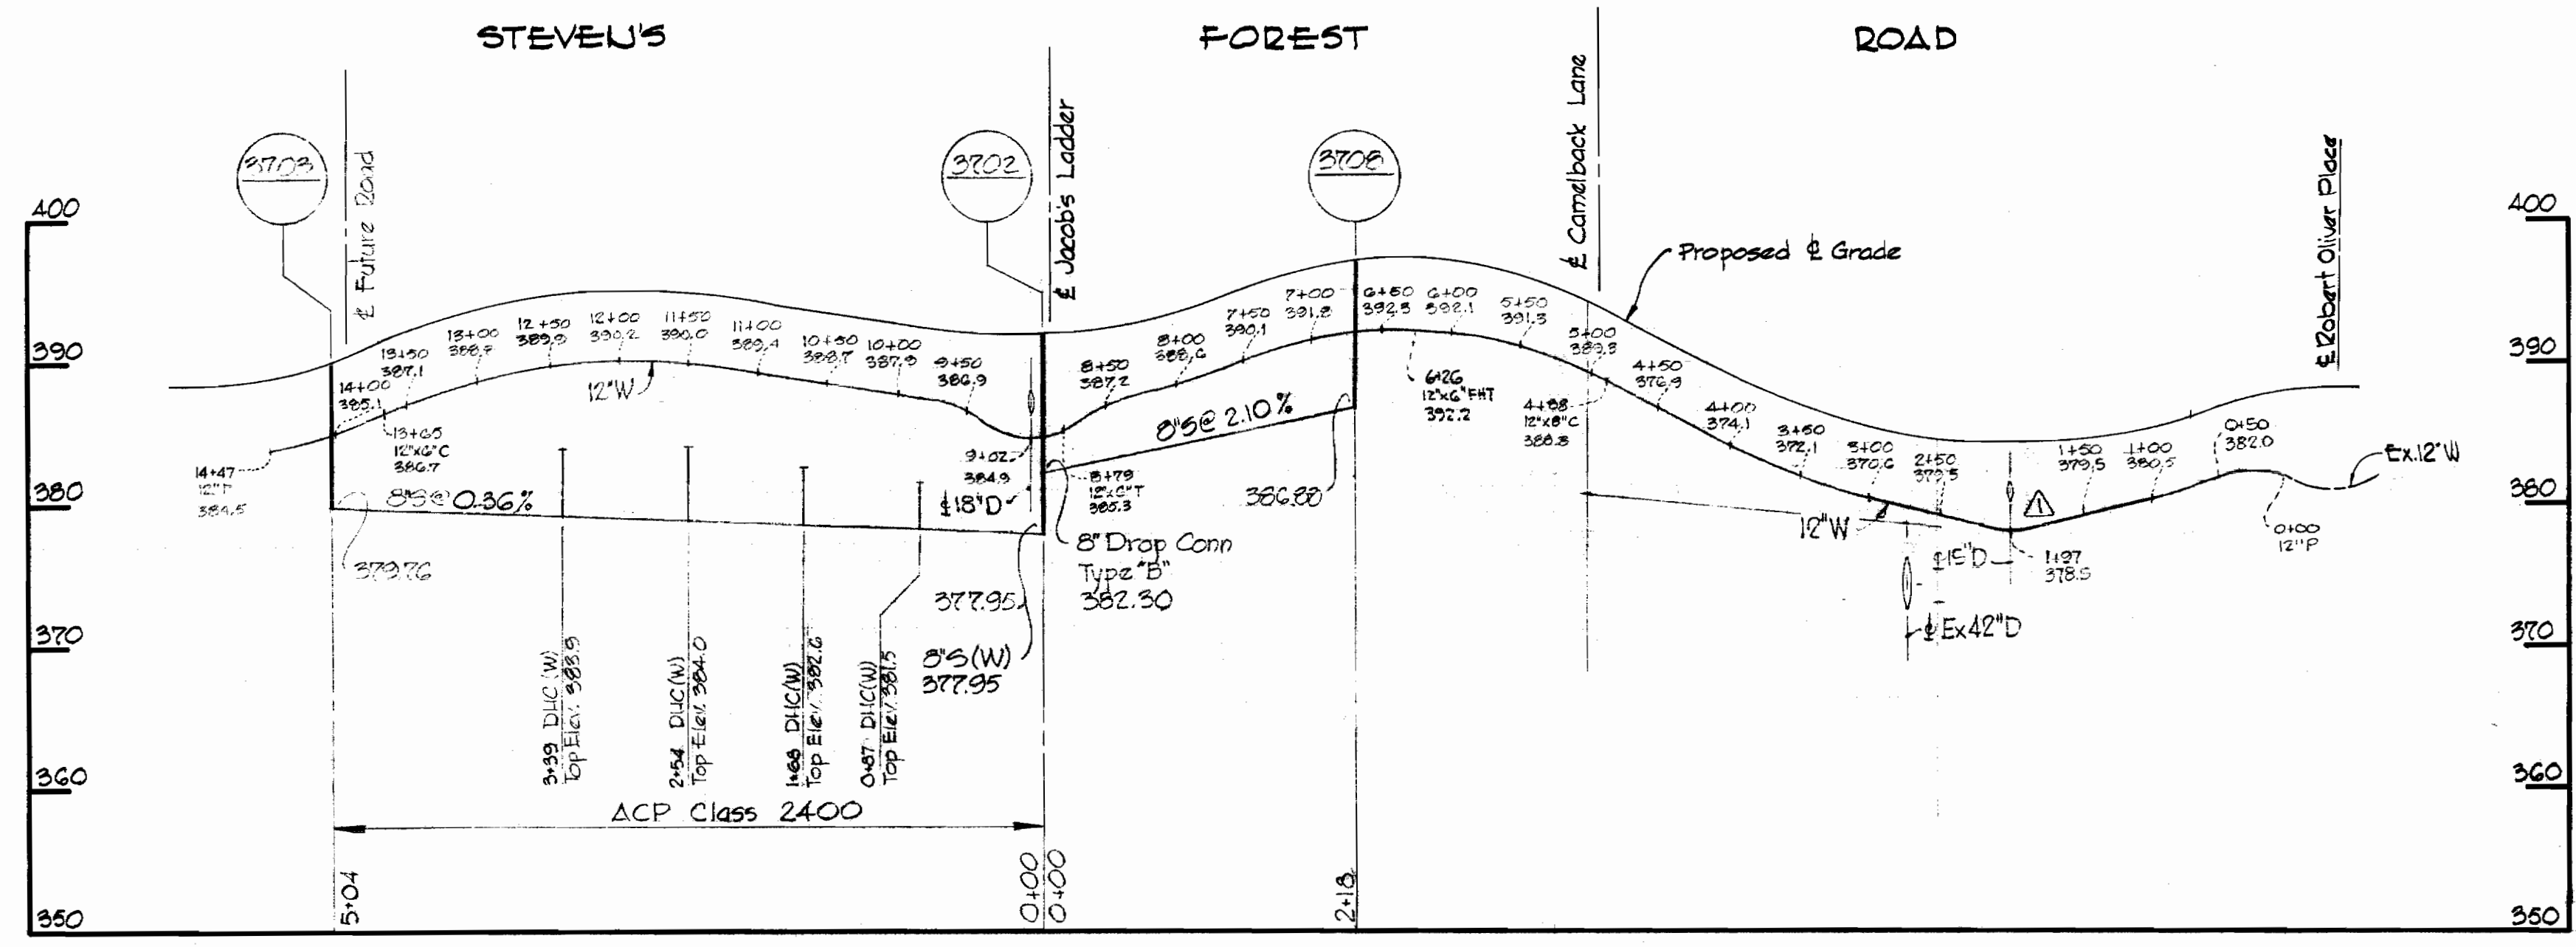 STEVEN'S FOREST ROAD
3703
℄ Future Road
3702
℄ Jacob's Ladder
3708
℄ Camelback Lane
℄ Robert Oliver Place
400
400
Proposed ℄ Grade
390
390
14+47
12"P
384.5
14+00
385.1
13+65
12"x6"C
386.7
13+50
387.1
13+00
12+50
389.9
12+00
390.2
11+50
390.0
11+00
389.4
10+50
388.7
10+00
387.9
9+50
386.9
12"W
9+02
384.9
8+79
12"x6"T
385.3
8+50
387.2
8+00
388.6
7+50
390.1
7+00
391.2
6+50
392.3
6+26
12"x6"FHT
392.2
6+00
392.1
5+50
391.3
5+00
389.3
4+88
12"x8"C
388.8
4+50
376.9
4+00
374.1
3+50
372.1
3+00
370.6
2+50
379.5
1+97
378.5
1+50
379.5
1+00
380.5
0+50
382.0
0+00
12"P
Ex.12"W
12"W
380
380
8"S@ 0.36%
8"S@ 2.10%
℄18"D
379.76
386.88
8" Drop Conn
Type "B"
382.30
377.95
8"S(W)
377.95
℄15"D
℄Ex42"D
370
370
3+39 DHC(W)
Top Elev. 383.9
2+54 DHC(W)
Top Elev. 384.0
1+68 DHC(W)
Top Elev. 382.6
0+87 DHC(W)
Top Elev. 381.5
360
360
ACP Class 2400
5+04
0+00
0+00
2+18
350
350